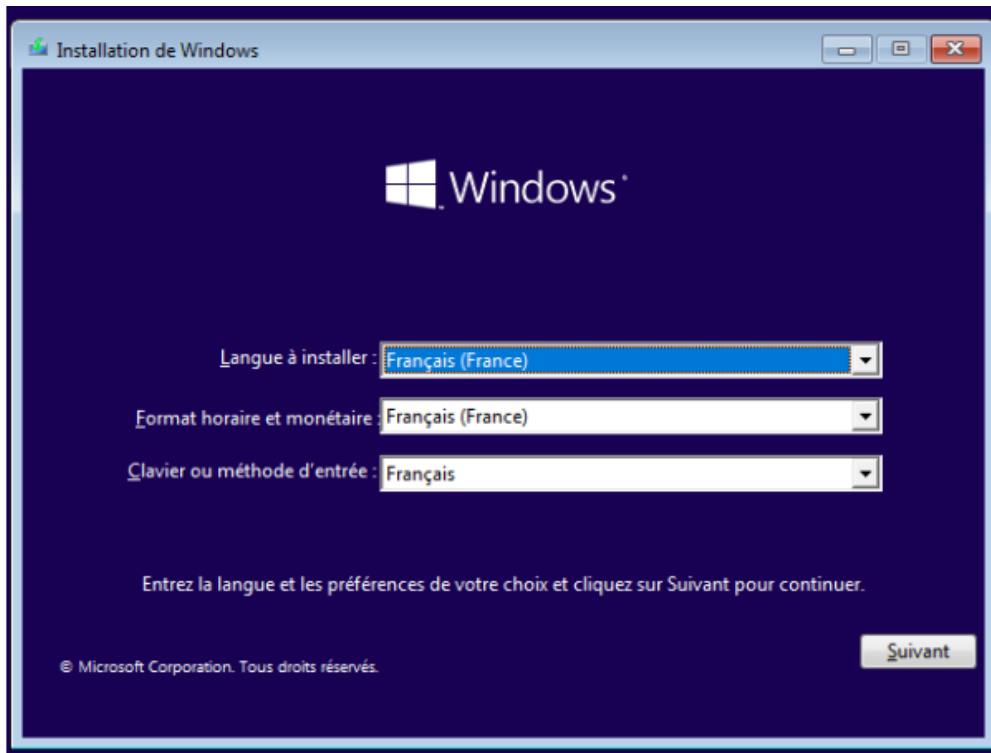 Installation de Windows
Windows
Langue à installer : Français (France)
Format horaire et monétaire : Français (France)
Clavier ou méthode d'entrée : Français
Entrez la langue et les préférences de votre choix et cliquez sur Suivant pour continuer.
Suivant
© Microsoft Corporation. Tous droits réservés.